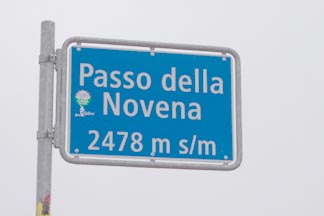 Passo della
Novena
2478 m s/m